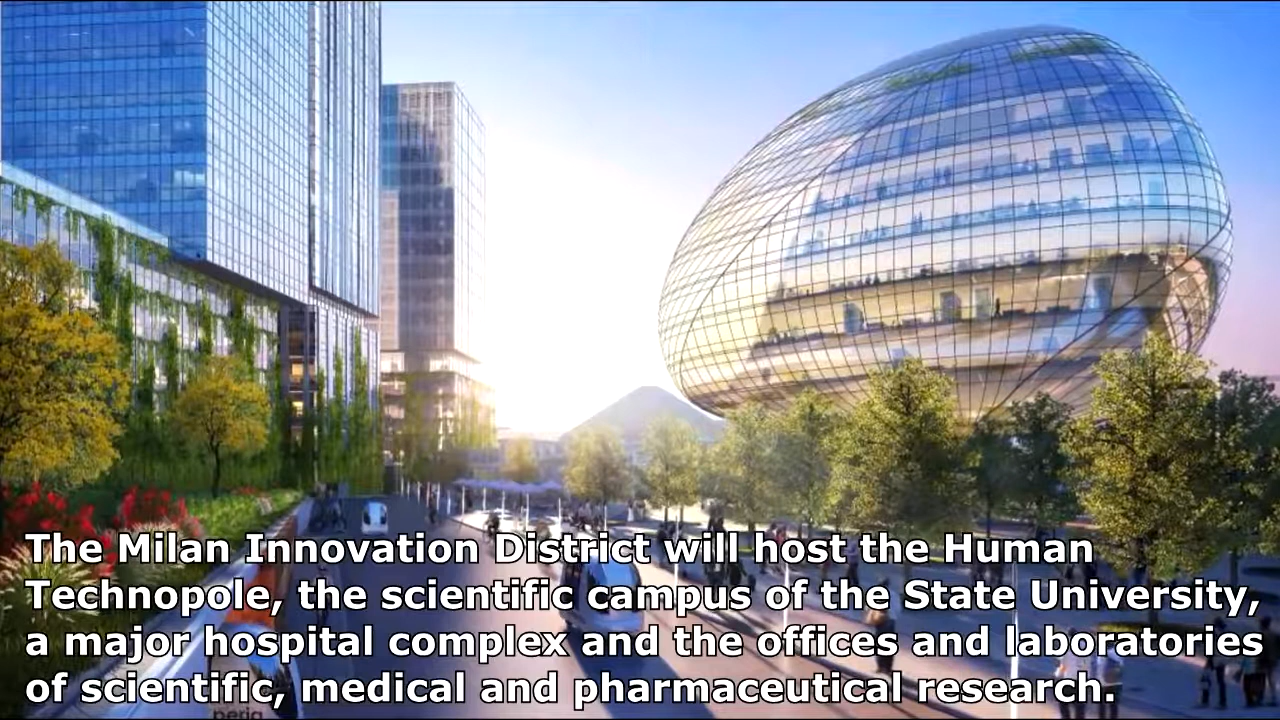 The Milan Innovation District will host the Human
Technopole, the scientific campus of the State University,
a major hospital complex and the offices and laboratories
of scientific, medical and pharmaceutical research.